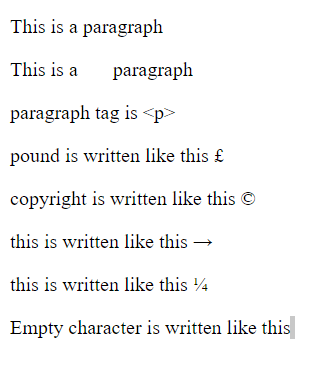 This is a paragraph
This is a      paragraph
paragraph tag is <p>
pound is written like this £
copyright is written like this ©
this is written like this →
this is written like this ¼
Empty character is written like this